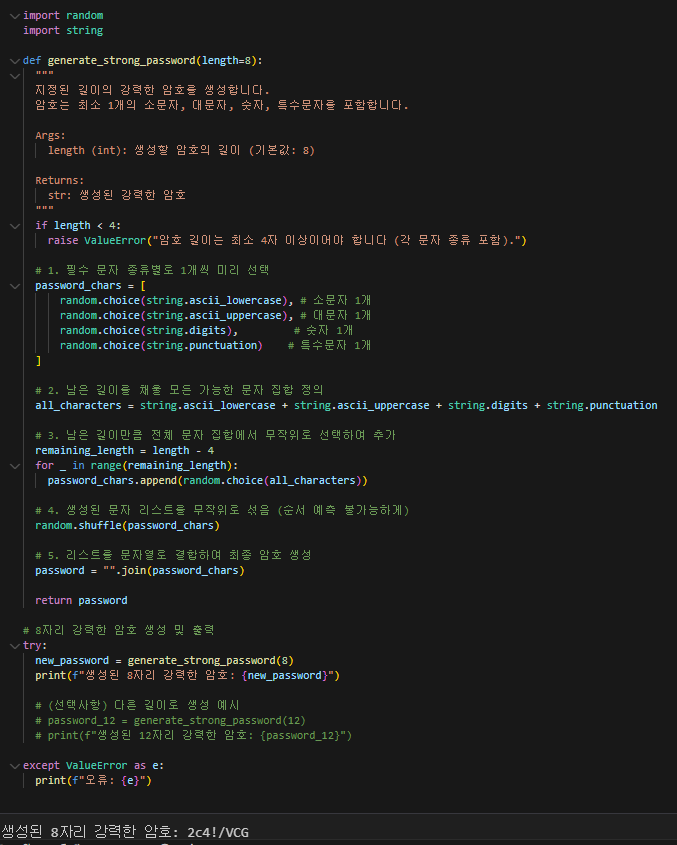 import random
import string

def generate_strong_password(length=8):
    """
    지정된 길이의 강력한 암호를 생성합니다.
    암호는 최소 1개의 소문자, 대문자, 숫자, 특수문자를 포함합니다.

    Args:
        length (int): 생성할 암호의 길이 (기본값: 8)

    Returns:
        str: 생성된 강력한 암호
    """
    if length < 4:
        raise ValueError("암호 길이는 최소 4자 이상이어야 합니다 (각 문자 종류 포함).")

    # 1. 필수 문자 종류별로 1개씩 미리 선택
    password_chars = [
        random.choice(string.ascii_lowercase), # 소문자 1개
        random.choice(string.ascii_uppercase), # 대문자 1개
        random.choice(string.digits),         # 숫자 1개
        random.choice(string.punctuation)    # 특수문자 1개
    ]

    # 2. 남은 길이를 채울 모든 가능한 문자 집합 정의
    all_characters = string.ascii_lowercase + string.ascii_uppercase + string.digits + string.punctuation

    # 3. 남은 길이만큼 전체 문자 집합에서 무작위로 선택하여 추가
    remaining_length = length - 4
    for _ in range(remaining_length):
        password_chars.append(random.choice(all_characters))

    # 4. 생성된 문자 리스트를 무작위로 섞음 (순서 예측 불가능하게)
    random.shuffle(password_chars)

    # 5. 리스트를 문자열로 결합하여 최종 암호 생성
    password = "".join(password_chars)

    return password

# 8자리 강력한 암호 생성 및 출력
try:
    new_password = generate_strong_password(8)
    print(f"생성된 8자리 강력한 암호: {new_password}")

    # (선택사항) 다른 길이로 생성 예시
    # password_12 = generate_strong_password(12)
    # print(f"생성된 12자리 강력한 암호: {password_12}")

except ValueError as e:
    print(f"오류: {e}")

생성된 8자리 강력한 암호: 2c4!/VCG